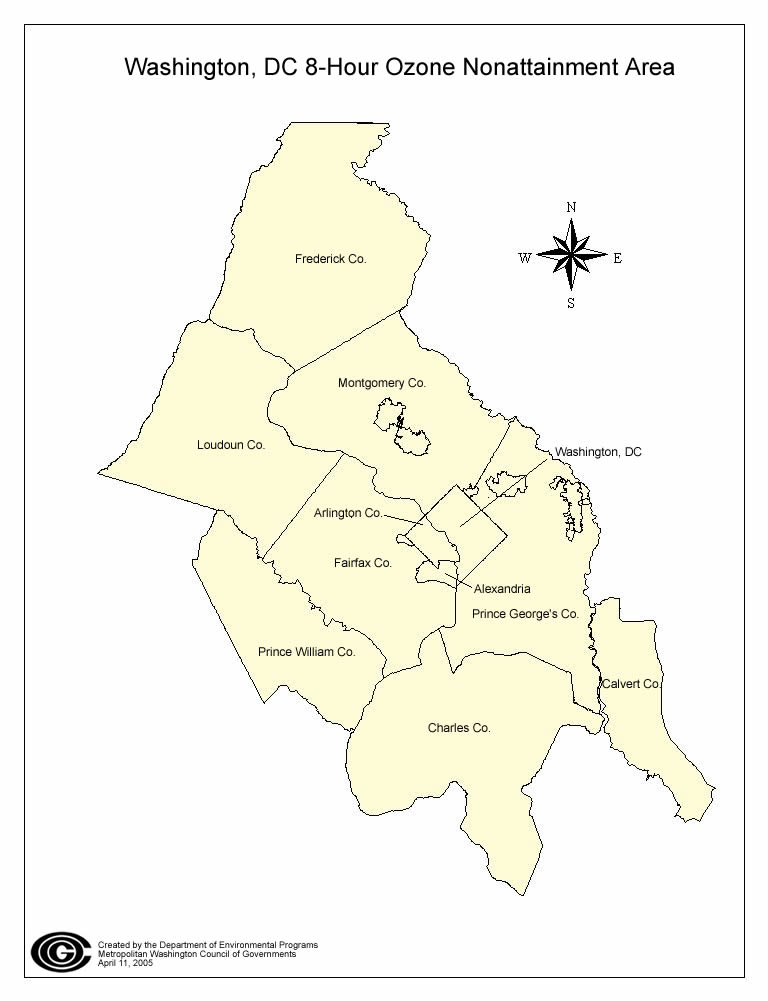 Washington, DC 8-Hour Ozone Nonattainment Area
N
W
E
S
Frederick Co.
Montgomery Co.
Loudoun Co.
Washington, DC
Arlington Co.
Fairfax Co.
Alexandria
Prince George's Co.
Prince William Co.
Calvert Co.
Charles Co.
Created by the Department of Environmental Programs
Metropolitan Washington Council of Governments
April 11, 2005